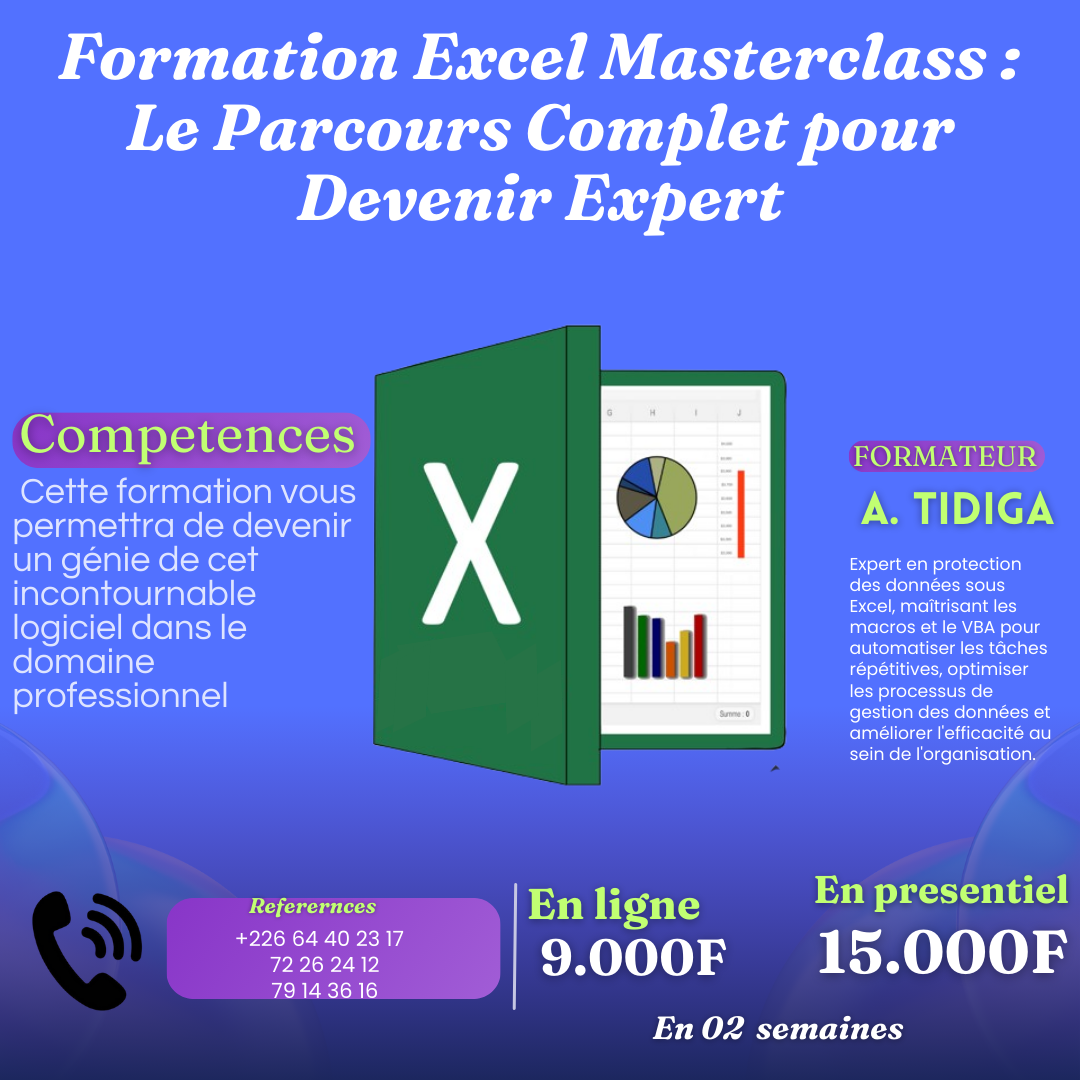 Formation Excel Masterclass :
Le Parcours Complet pour
Devenir Expert
Competences
Cette formation vous
permettra de devenir
un génie de cet
incontournable
logiciel dans le
domaine
professionnel
X
G H I J
Summe : 0
FORMATEUR
A. TIDIGA
Expert en protection
des données sous
Excel, maîtrisant les
macros et le VBA pour
automatiser les tâches
répétitives, optimiser
les processus de
gestion des données et
améliorer l'efficacité au
sein de l'organisation.
Referernces
+226 64 40 23 17
72 26 24 12
79 14 36 16
En ligne
9.000F
En presentiel
15.000F
En 02 semaines